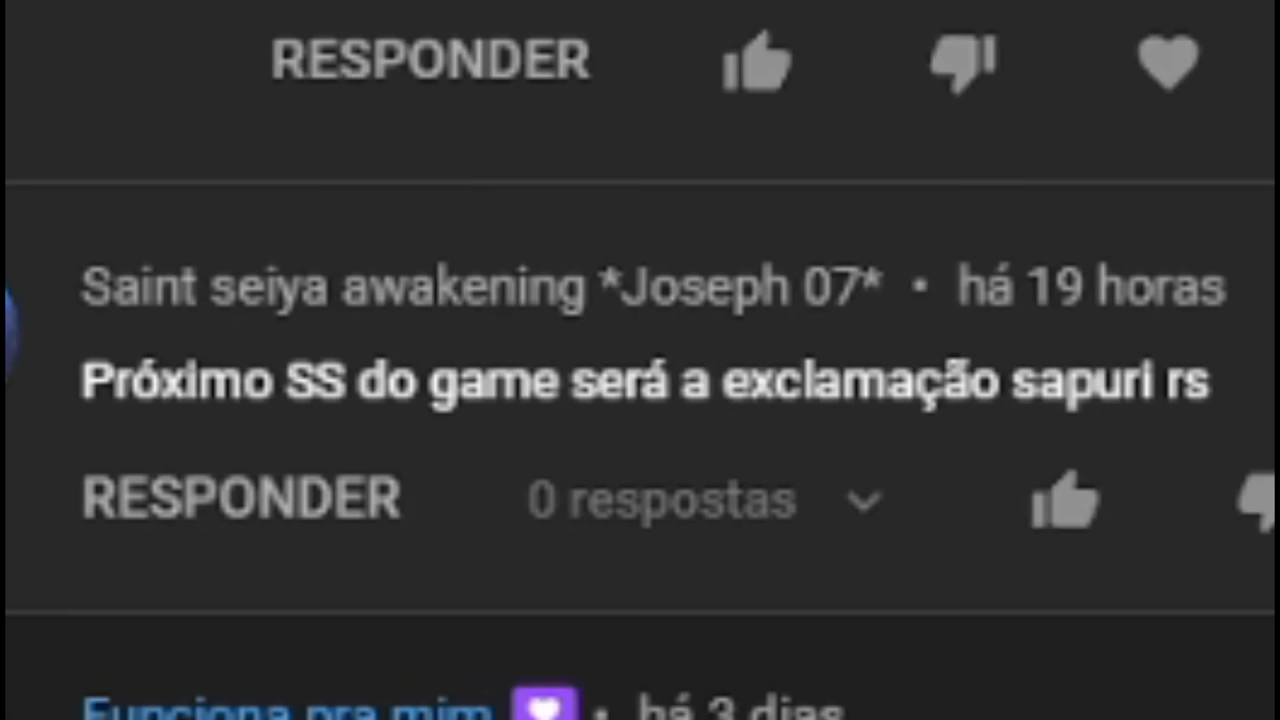 RESPONDER
Saint seiya awakening *Joseph 07* • há 19 horas
Próximo SS do game será a exclamação sapuri rs
RESPONDER 0 respostas
Funciona pra mim • há 3 dias